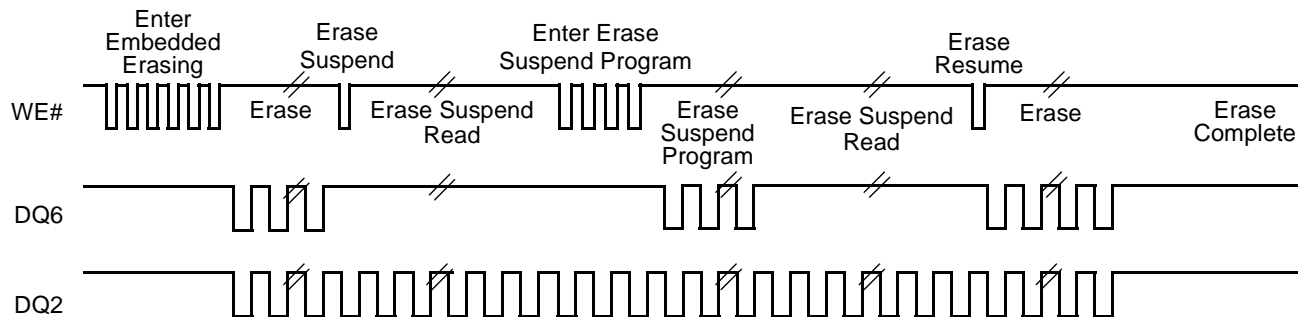 Enter
Embedded
Erasing
Erase
Suspend
Enter Erase
Suspend Program
Erase
Resume
WE#
Erase
Erase Suspend
Read
Erase
Suspend
Program
Erase Suspend
Read
Erase
Erase
Complete
DQ6
DQ2